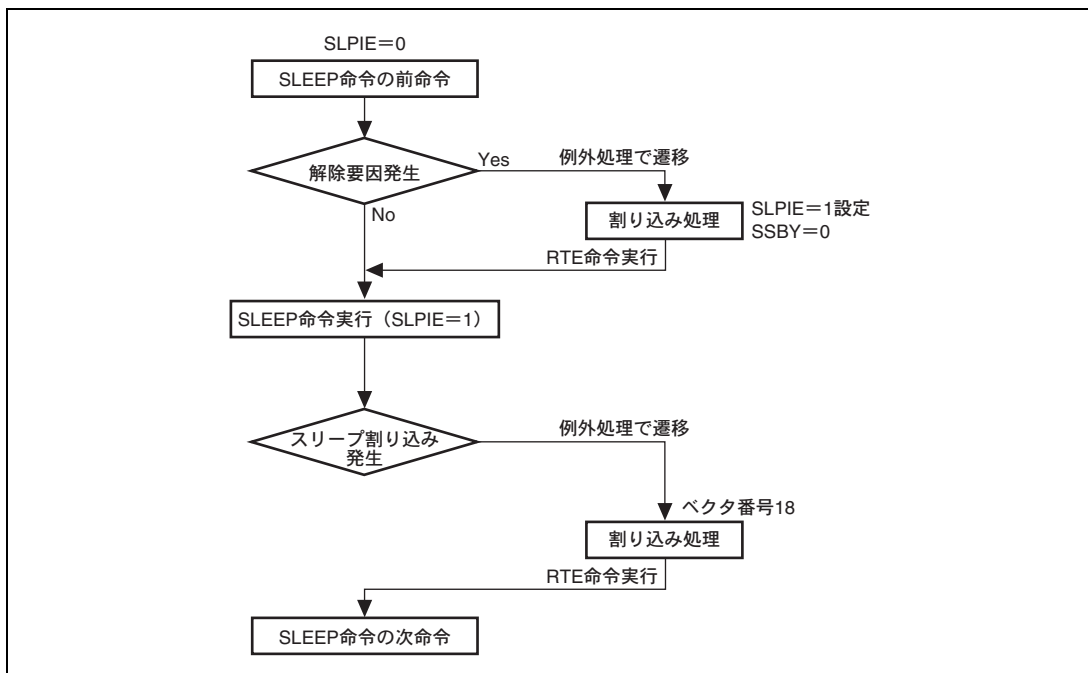 SLPIE＝0
SLEEP命令の前命令
解除要因発生
Yes
例外処理で遷移
No
割り込み処理
SLPIE＝1設定
SSBY＝0
RTE命令実行
SLEEP命令実行（SLPIE＝1）
スリープ割り込み
発生
例外処理で遷移
ベクタ番号18
割り込み処理
RTE命令実行
SLEEP命令の次命令